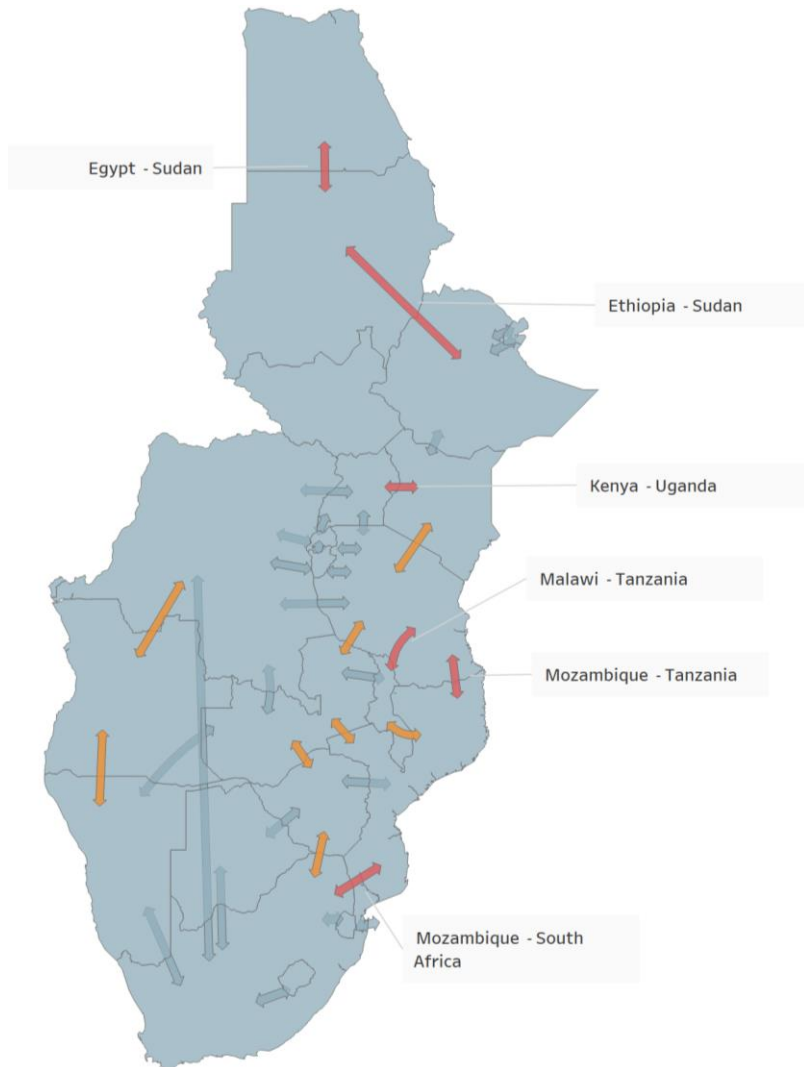 Egypt - Sudan
Ethiopia - Sudan
Kenya - Uganda
Malawi - Tanzania
Mozambique - Tanzania
Mozambique - South
Africa